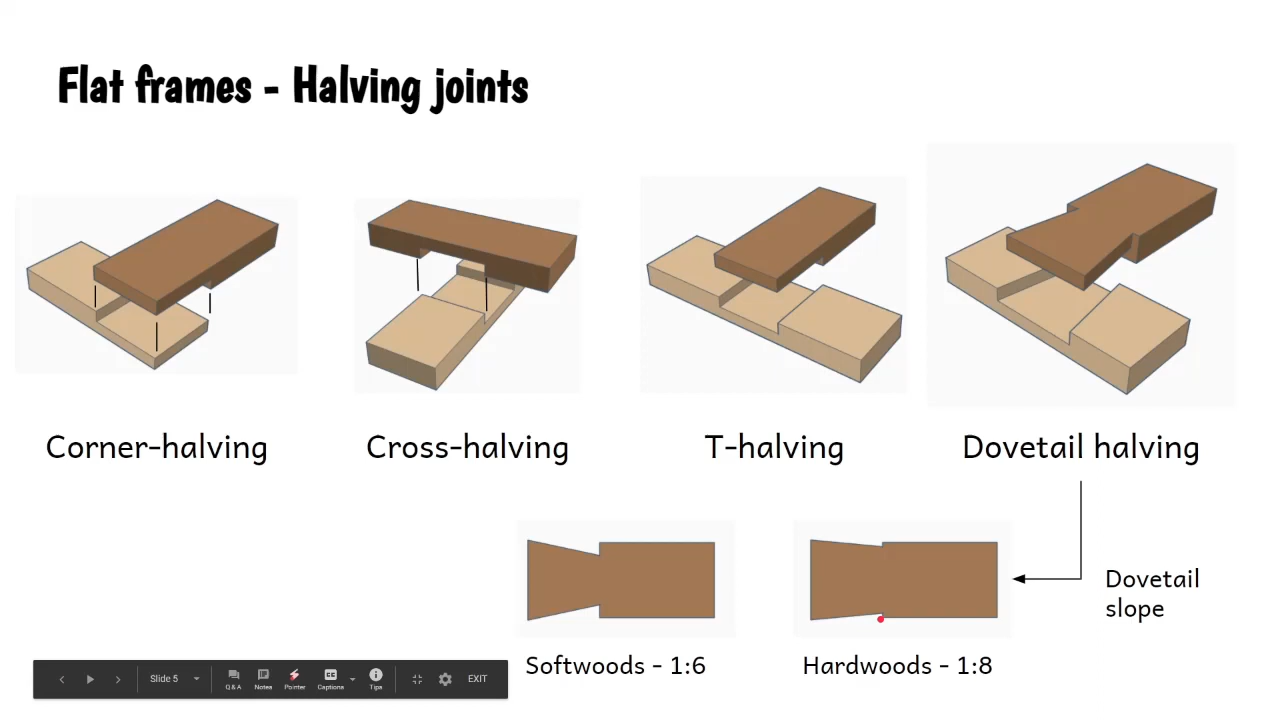 Flat frames - Halving joints
Corner-halving
Cross-halving
T-halving
Dovetail halving
Dovetail
slope
Softwoods - 1:6
Hardwoods - 1:8
Slide 5
Q&A
Notes
Pointer
CC
Captions
Tips
EXIT